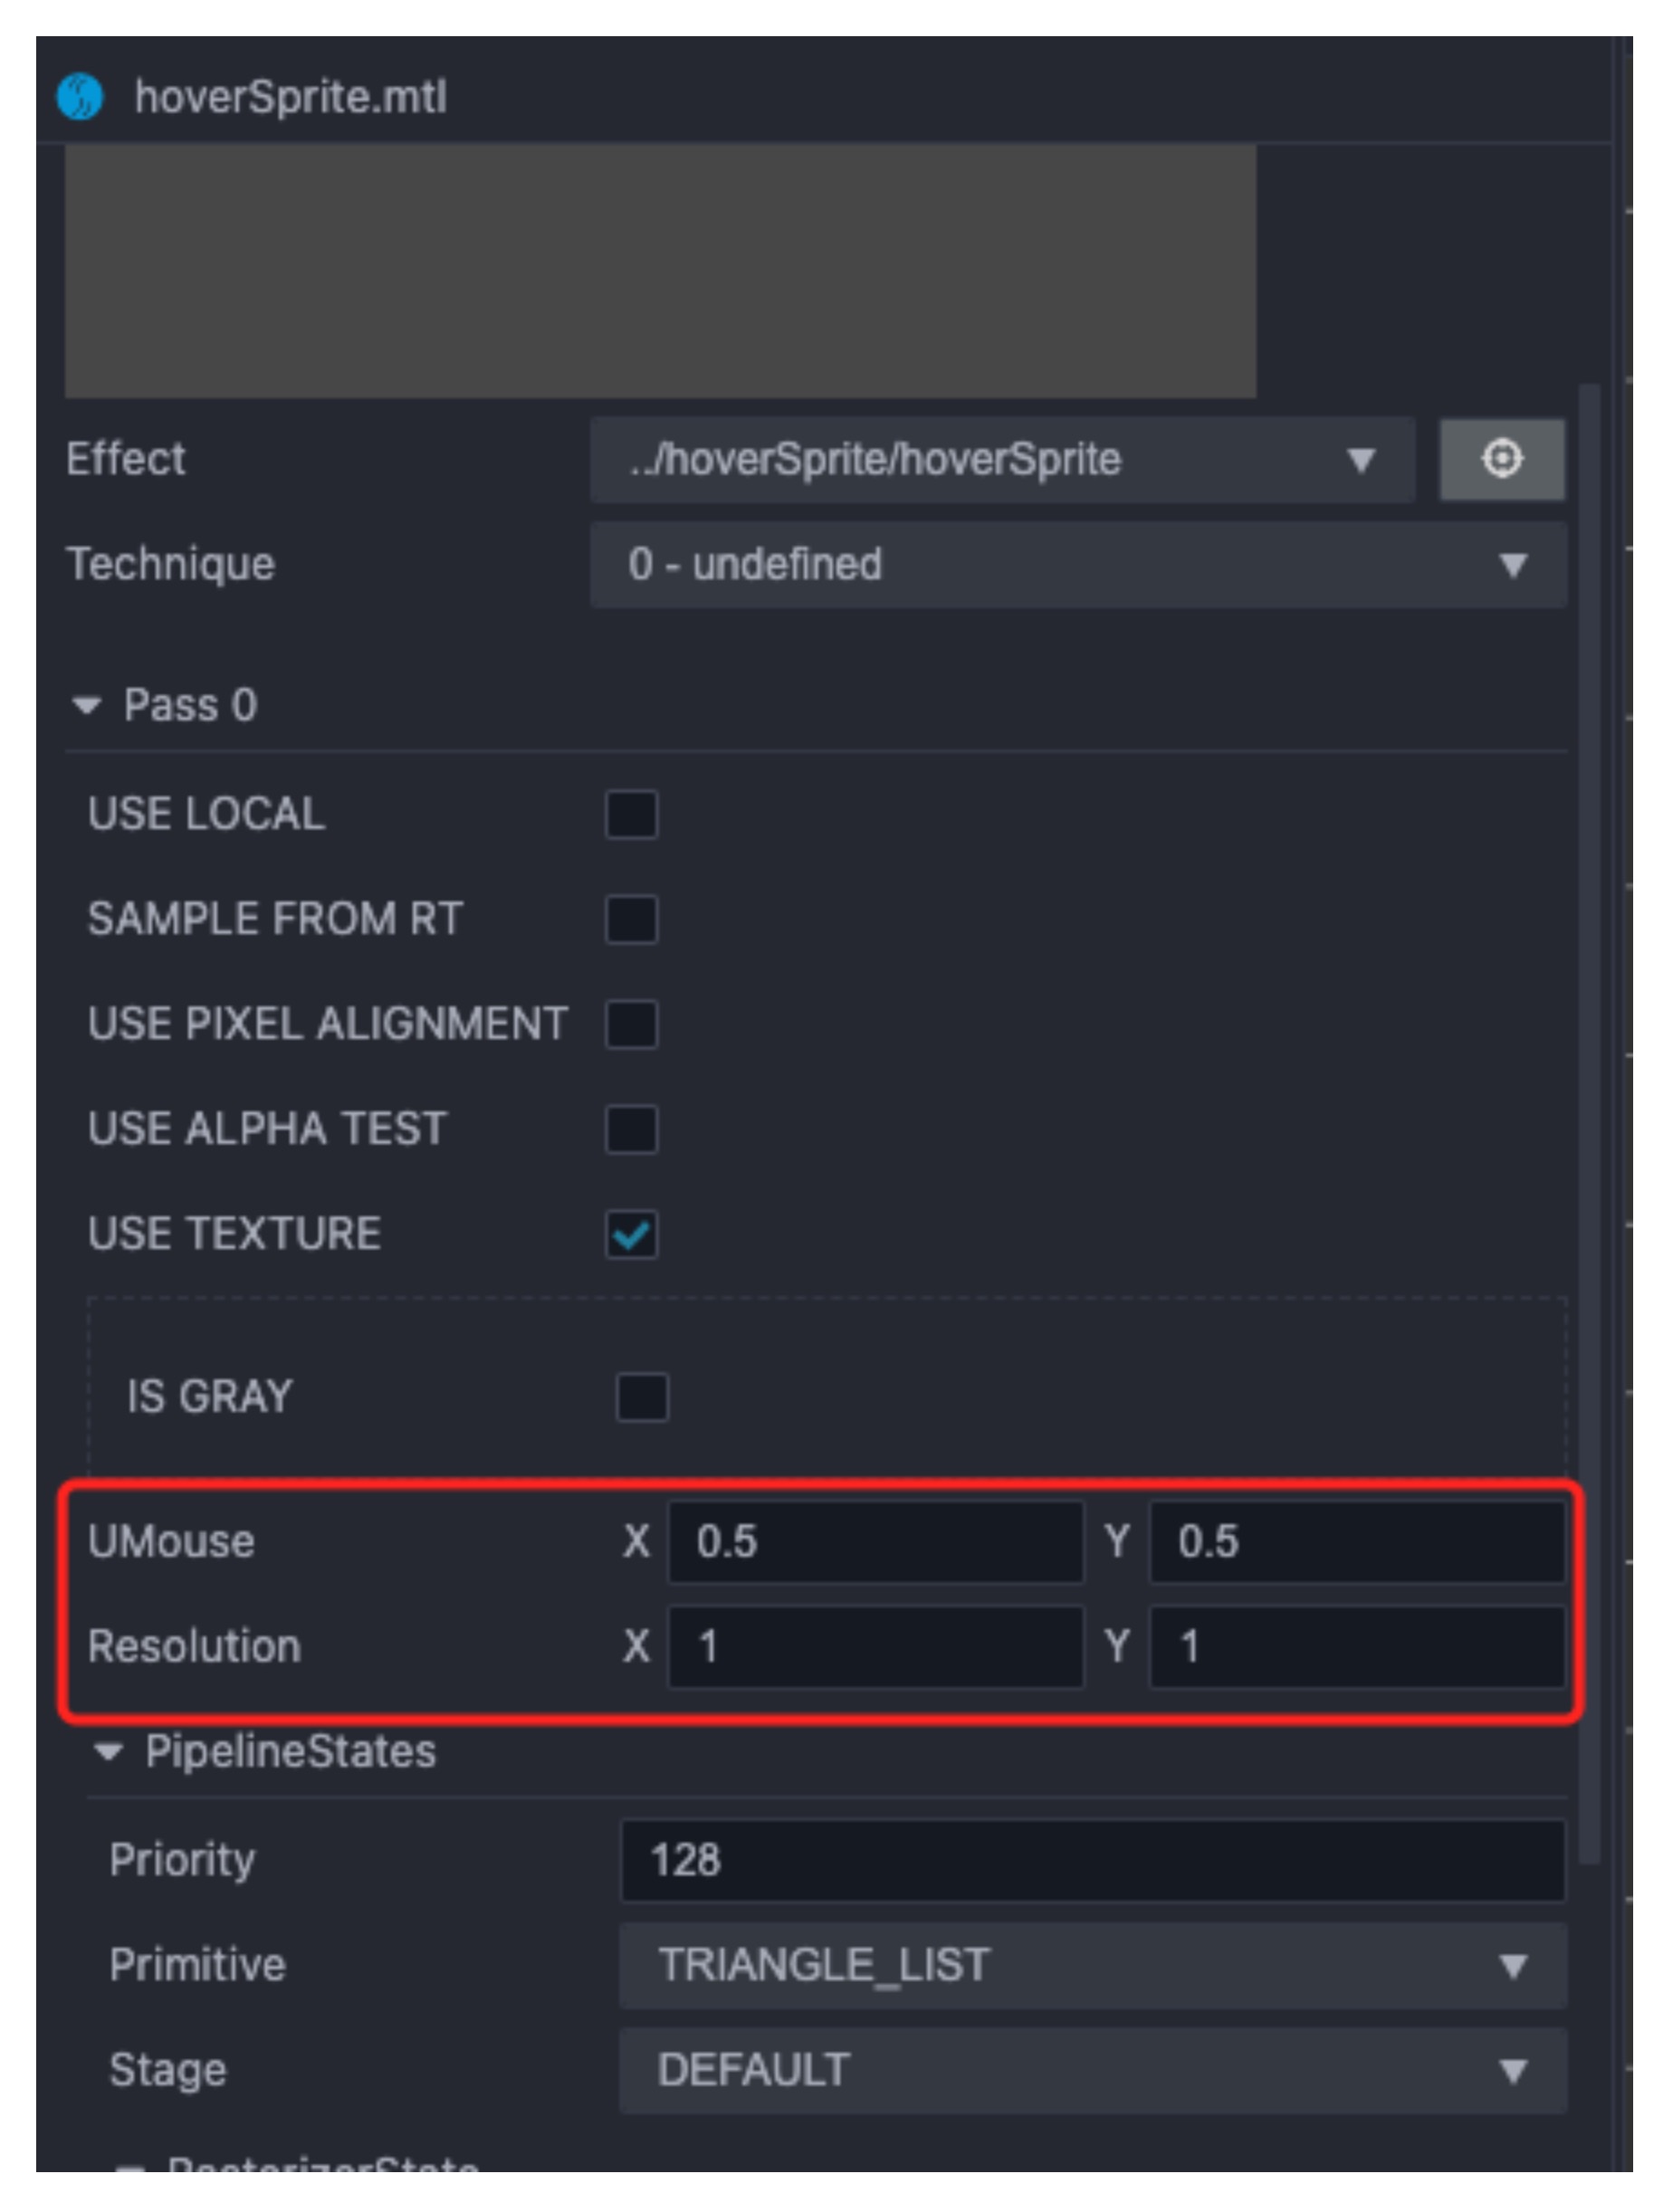 hoverSprite.mtl
Effect ../hoverSprite/hoverSprite
Technique 0 - undefined
Pass 0
USE LOCAL
SAMPLE FROM RT
USE PIXEL ALIGNMENT
USE ALPHA TEST
USE TEXTURE
IS GRAY
UMouse X 0.5 Y 0.5
Resolution X 1 Y 1
PipelineStates
Priority 128
Primitive TRIANGLE_LIST
Stage DEFAULT
RasterizerState